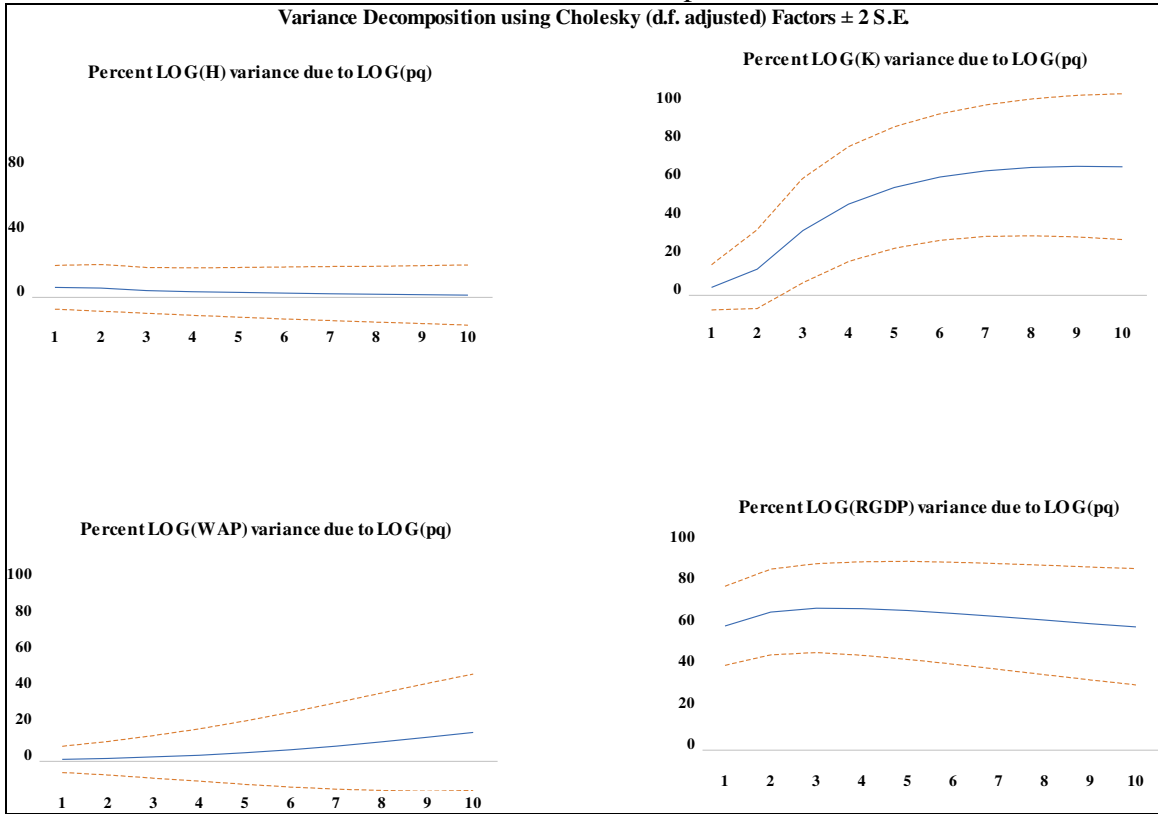 Variance Decomposition using Cholesky (d.f. adjusted) Factors ± 2 S.E.
Percent LOG(H) variance due to LOG(pq)
80
40
0
1 2 3 4 5 6 7 8 9 10
Percent LOG(K) variance due to LOG(pq)
100
80
60
40
20
0
1 2 3 4 5 6 7 8 9 10
Percent LOG(WAP) variance due to LOG(pq)
100
80
60
40
20
0
1 2 3 4 5 6 7 8 9 10
Percent LOG(RGDP) variance due to LOG(pq)
100
80
60
40
20
0
1 2 3 4 5 6 7 8 9 10